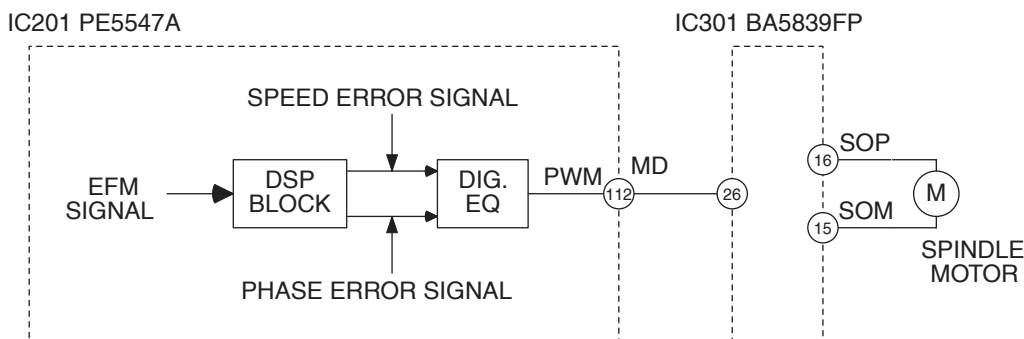 IC201 PE5547A
IC301 BA5839FP
SPEED ERROR SIGNAL
EFM
SIGNAL
DSP
BLOCK
DIG.
EQ
PWM
112
MD
26
16
SOP
M
15
SOM
SPINDLE
MOTOR
PHASE ERROR SIGNAL